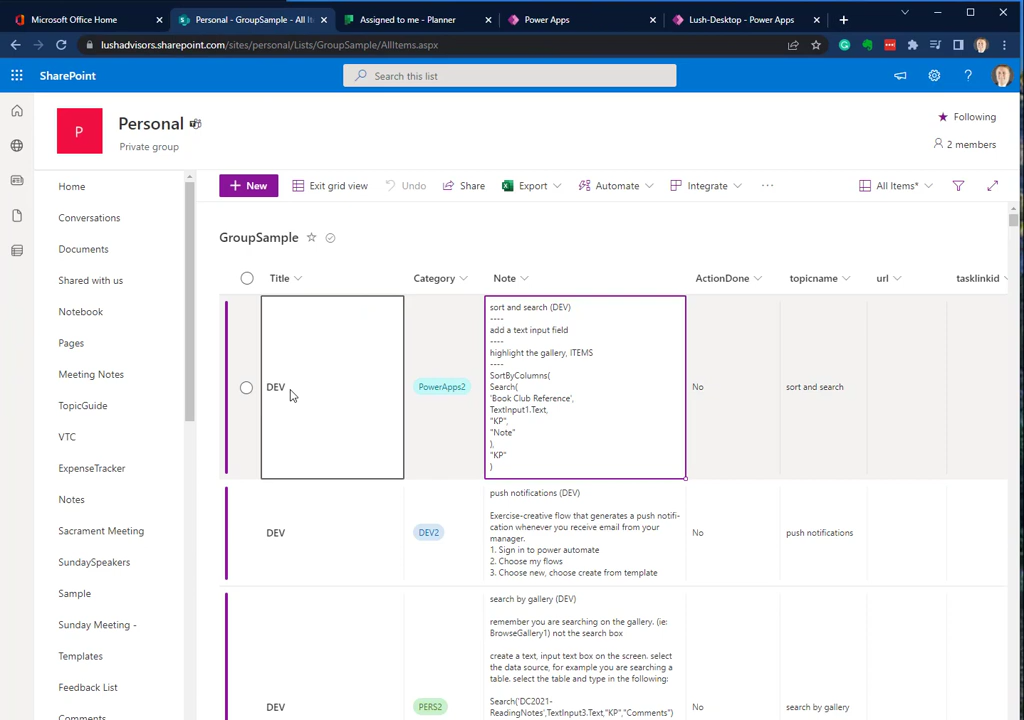 Microsoft Office Home
Personal - GroupSample - All It
Assigned to me - Planner
Power Apps
Lush-Desktop - Power Apps
lushadvisors.sharepoint.com/sites/personal/Lists/GroupSample/AllItems.aspx
SharePoint
Search this list
P
Personal
Private group
Following
2 members
Home
Conversations
Documents
Shared with us
Notebook
Pages
Meeting Notes
TopicGuide
VTC
ExpenseTracker
Notes
Sacrament Meeting
SundaySpeakers
Sample
Sunday Meeting -
Templates
Feedback List
Comments
+ New
Exit grid view
Undo
Share
Export
Automate
Integrate
···
All Items*
GroupSample
Title
Category
Note
ActionDone
topicname
url
tasklinkid
DEV
PowerApps2
sort and search (DEV)
----
add a text input field
----
highlight the gallery, ITEMS
----
SortByColumns(
Search(
'Book Club Reference',
TextInput1.Text,
"KP",
"Note"
),
"KP"
)
No
sort and search
DEV
DEV2
push notifications (DEV)
Exercise-creative flow that generates a push notifi-
cation whenever you receive email from your
manager.
1. Sign in to power automate
2. Choose my flows
3. Choose new, choose create from template
No
push notifications
DEV
PERS2
search by gallery (DEV)
remember you are searching on the gallery. (ie:
BrowseGallery1) not the search box
create a text, input text box on the screen. select
the data source, for example you are searching a
table. select the table and type in the following:
Search('DC2021-
ReadingNotes',TextInput3.Text,"KP","Comments")
No
search by gallery